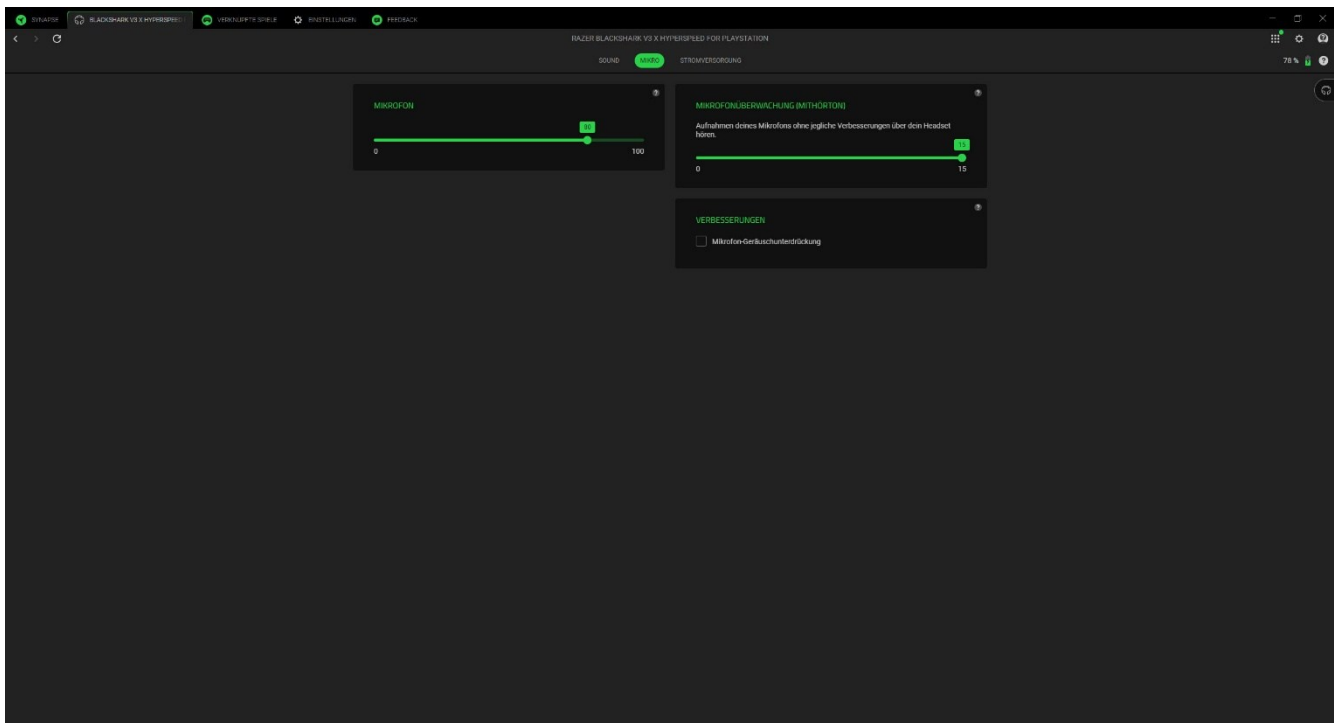 SYNAPSE
BLACKSHARK V3 X HYPERSPEED
VERKNÜPFTE SPIELE
EINSTELLUNGEN
FEEDBACK
RAZER BLACKSHARK V3 X HYPERSPEED FOR PLAYSTATION
SOUND
MIKRO
STROMVERSORGUNG
78 %
MIKROFON
80
0
100
MIKROFONÜBERWACHUNG (MITHÖRTON)
Aufnahmen deines Mikrofons ohne jegliche Verbesserungen über dein Headset
hören.
15
0
15
VERBESSERUNGEN
Mikrofon-Geräuschunterdrückung